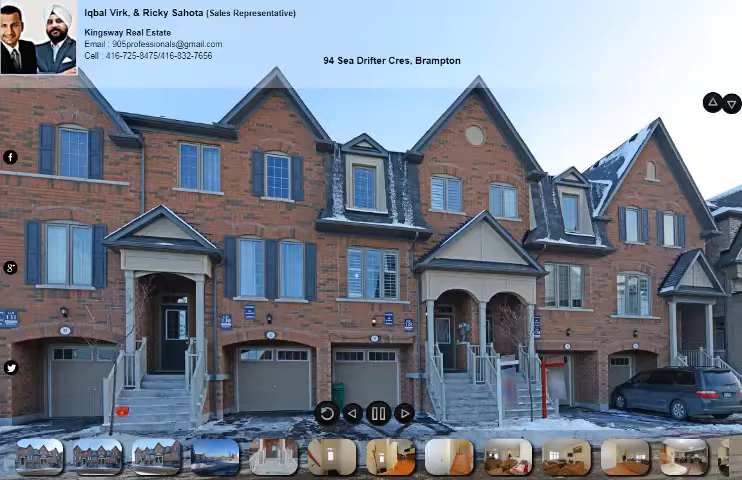 Iqbal Virk, & Ricky Sahota (Sales Representative)
Kingsway Real Estate
Email : 905professionals@gmail.com
Cell : 416-725-8475/416-832-7656
94 Sea Drifter Cres, Brampton